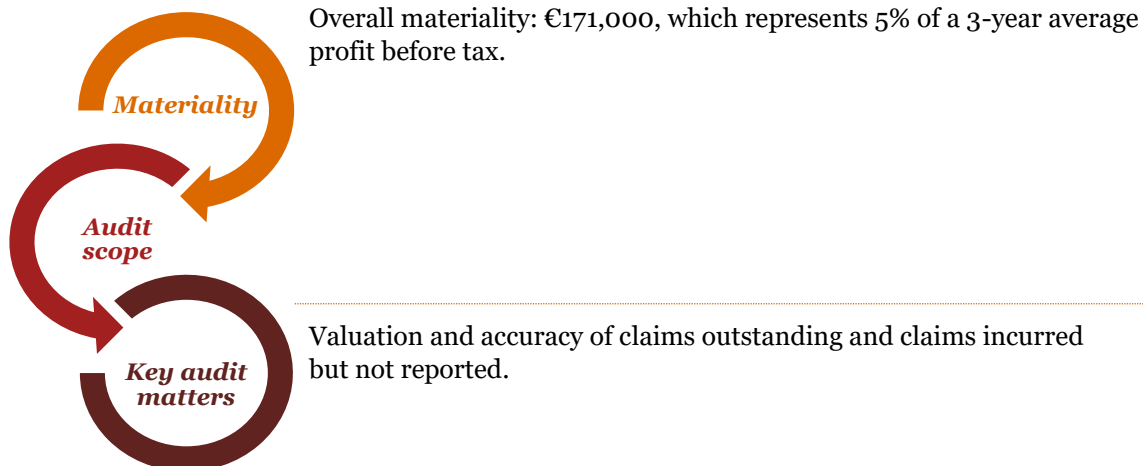 Overall materiality: €171,000, which represents 5% of a 3-year average
profit before tax.
Materiality
Audit
scope
Valuation and accuracy of claims outstanding and claims incurred
but not reported.
Key audit
matters